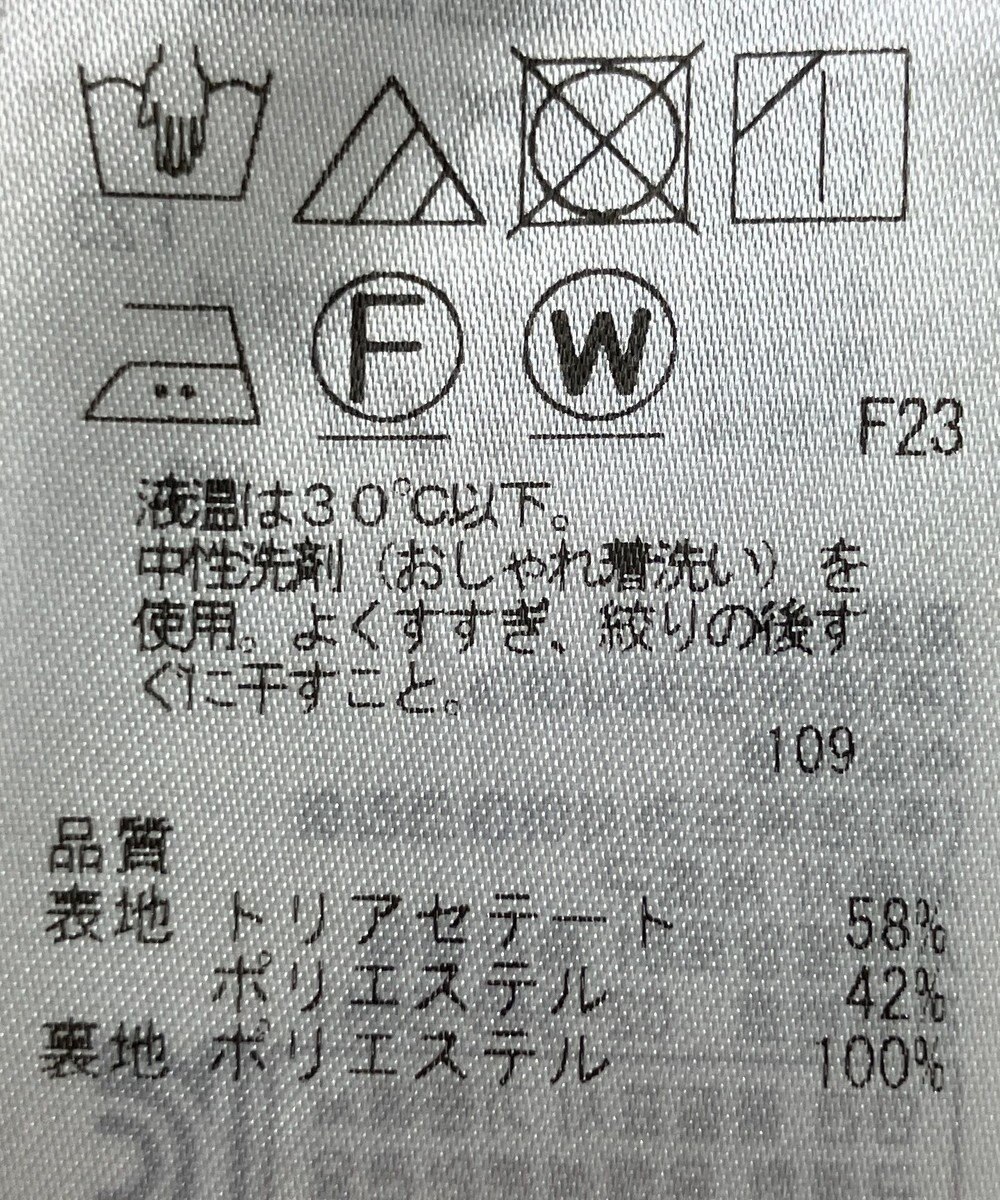 F
W
F23
液温は30℃以下。
中性洗剤(おしゃれ着洗い)を
使用。よくすすぎ、絞りの後す
ぐに干すこと。
109
品質
表地 トリアセテート 58%
ポリエステル 42%
裏地 ポリエステル 100%